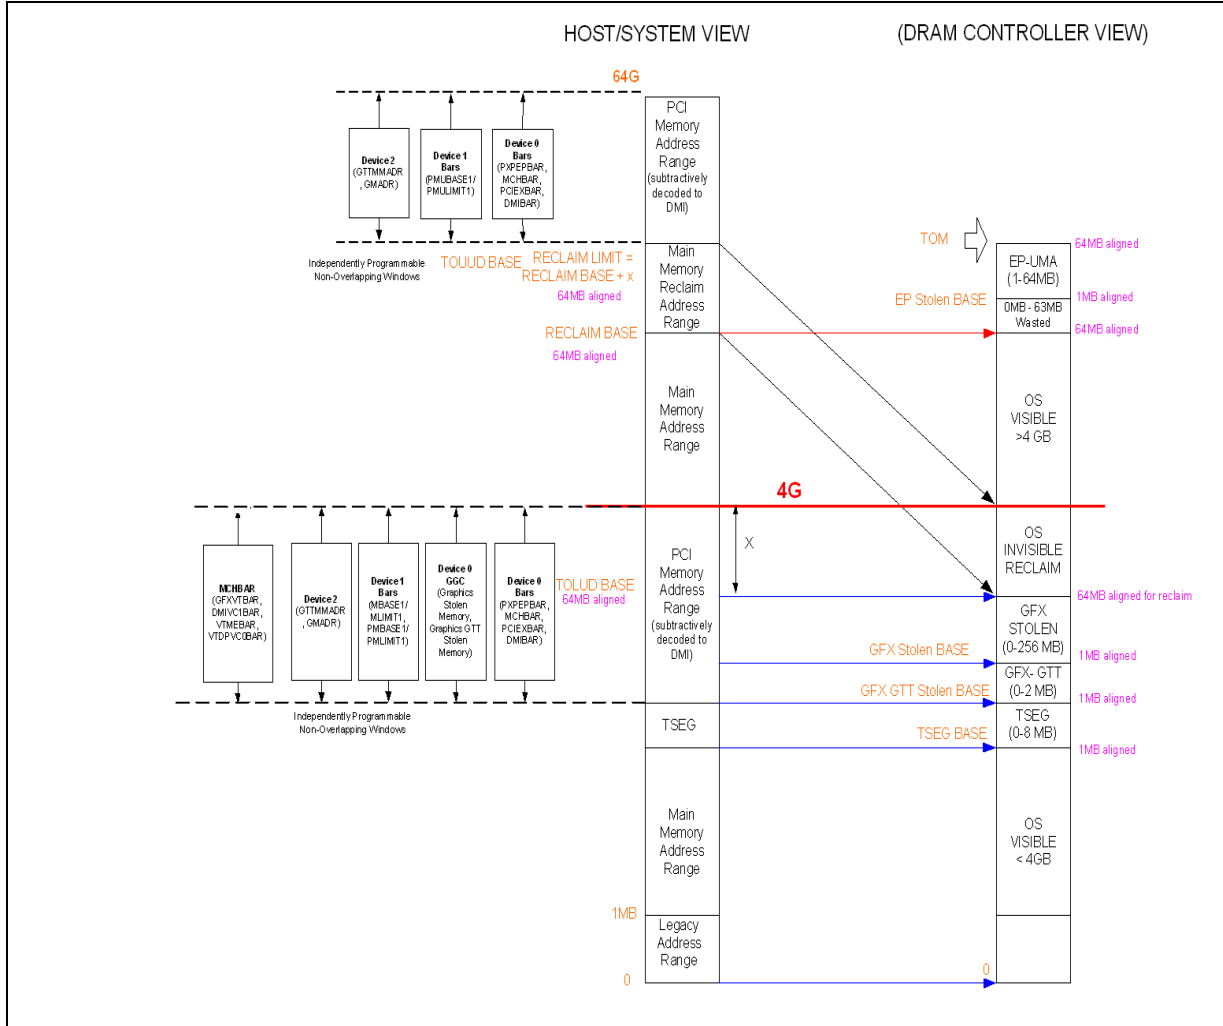 HOST/SYSTEM VIEW
(DRAM CONTROLLER VIEW)
64G
PCI
Memory
Address
Range
(subtractively
decoded to
DMI)
Device 2
(GTTMMADR
, GMADR)
Device 1
Bars
(PMUBASE1/
PMULIMIT1)
Device 0
Bars
(PXPEPBAR,
MCHBAR,
PCIEXBAR,
DMIBAR)
Independently Programmable
Non-Overlapping Windows
TOUUD BASE
RECLAIM LIMIT =
RECLAIM BASE + x
64MB aligned
Main
Memory
Reclaim
Address
Range
RECLAIM BASE
64MB aligned
TOM
64MB aligned
EP-UMA
(1-64MB)
EP Stolen BASE
1MB aligned
0MB - 63MB
Wasted
64MB aligned
Main
Memory
Address
Range
OS
VISIBLE
>4 GB
4G
X
OS
INVISIBLE
RECLAIM
MCHBAR
(GFXVTBAR,
DMIVC1BAR,
VTMEBAR,
VTDPVC0BAR)
Device 2
(GTTMMADR
, GMADR)
Device 1
Bars
(MBASE1/
MLIMIT1,
PMBASE1/
PMLIMIT1)
Device 0
GGC
(Graphics
Stolen
Memory,
Graphics GTT
Stolen
Memory)
Device 0
Bars
(PXPEPBAR,
MCHBAR,
PCIEXBAR,
DMIBAR)
TOLUD BASE
64MB aligned
PCI
Memory
Address
Range
(subtractively
decoded to
DMI)
64MB aligned for reclaim
GFX
STOLEN
(0-256 MB)
GFX Stolen BASE
1MB aligned
GFX- GTT
(0-2 MB)
GFX GTT Stolen BASE
1MB aligned
Independently Programmable
Non-Overlapping Windows
TSEG
TSEG
(0-8 MB)
TSEG BASE
1MB aligned
Main
Memory
Address
Range
OS
VISIBLE
< 4GB
1MB
Legacy
Address
Range
0
0